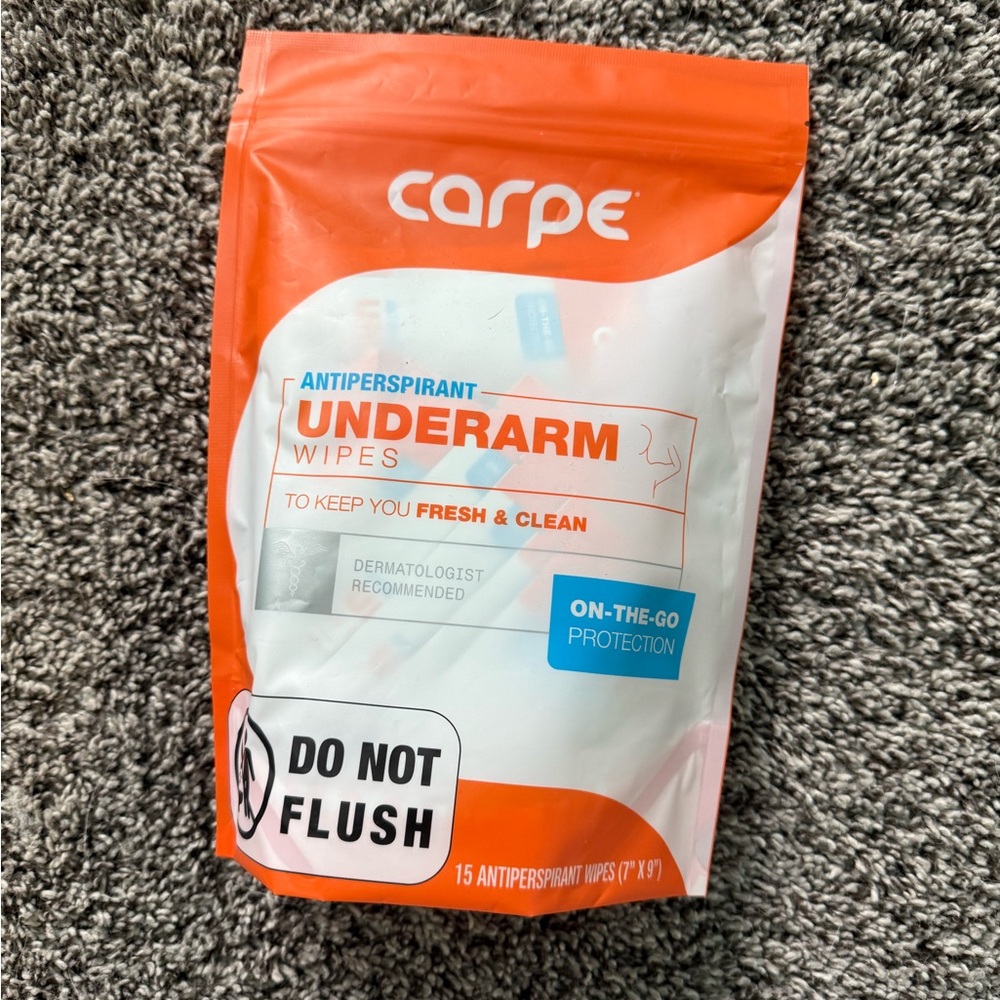 carpe
ANTIPERSPIRANT
UNDERARM
WIPES
TO KEEP YOU FRESH & CLEAN
DERMATOLOGIST
RECOMMENDED
ON-THE-GO
PROTECTION
DO NOT
FLUSH
15 ANTIPERSPIRANT WIPES (7" X 9")